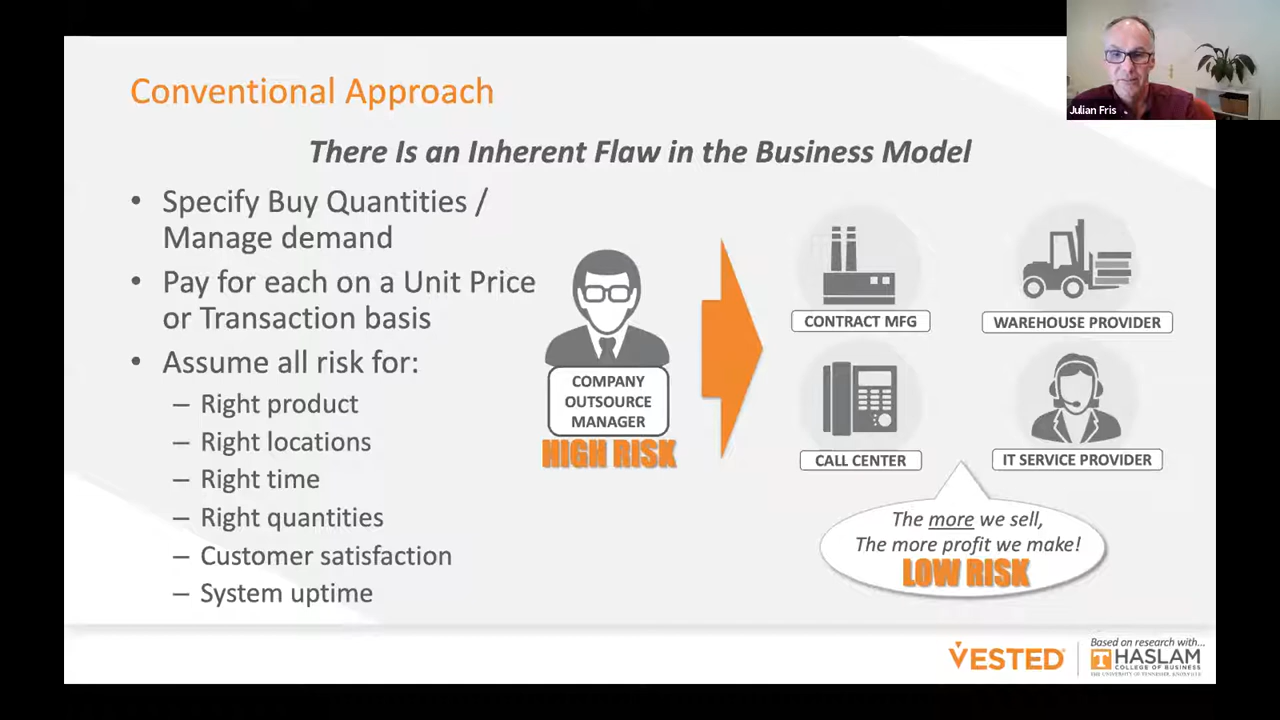 Julian Fris
Conventional Approach
There Is an Inherent Flaw in the Business Model
• Specify Buy Quantities /
Manage demand
• Pay for each on a Unit Price
or Transaction basis
• Assume all risk for:
– Right product
– Right locations
– Right time
– Right quantities
– Customer satisfaction
– System uptime
COMPANY
OUTSOURCE
MANAGER
HIGH RISK
CONTRACT MFG
WAREHOUSE PROVIDER
CALL CENTER
IT SERVICE PROVIDER
The more we sell,
The more profit we make!
LOW RISK
VESTED
Based on research with...
T HASLAM
COLLEGE OF BUSINESS
THE UNIVERSITY OF TENNESSEE, KNOXVILLE